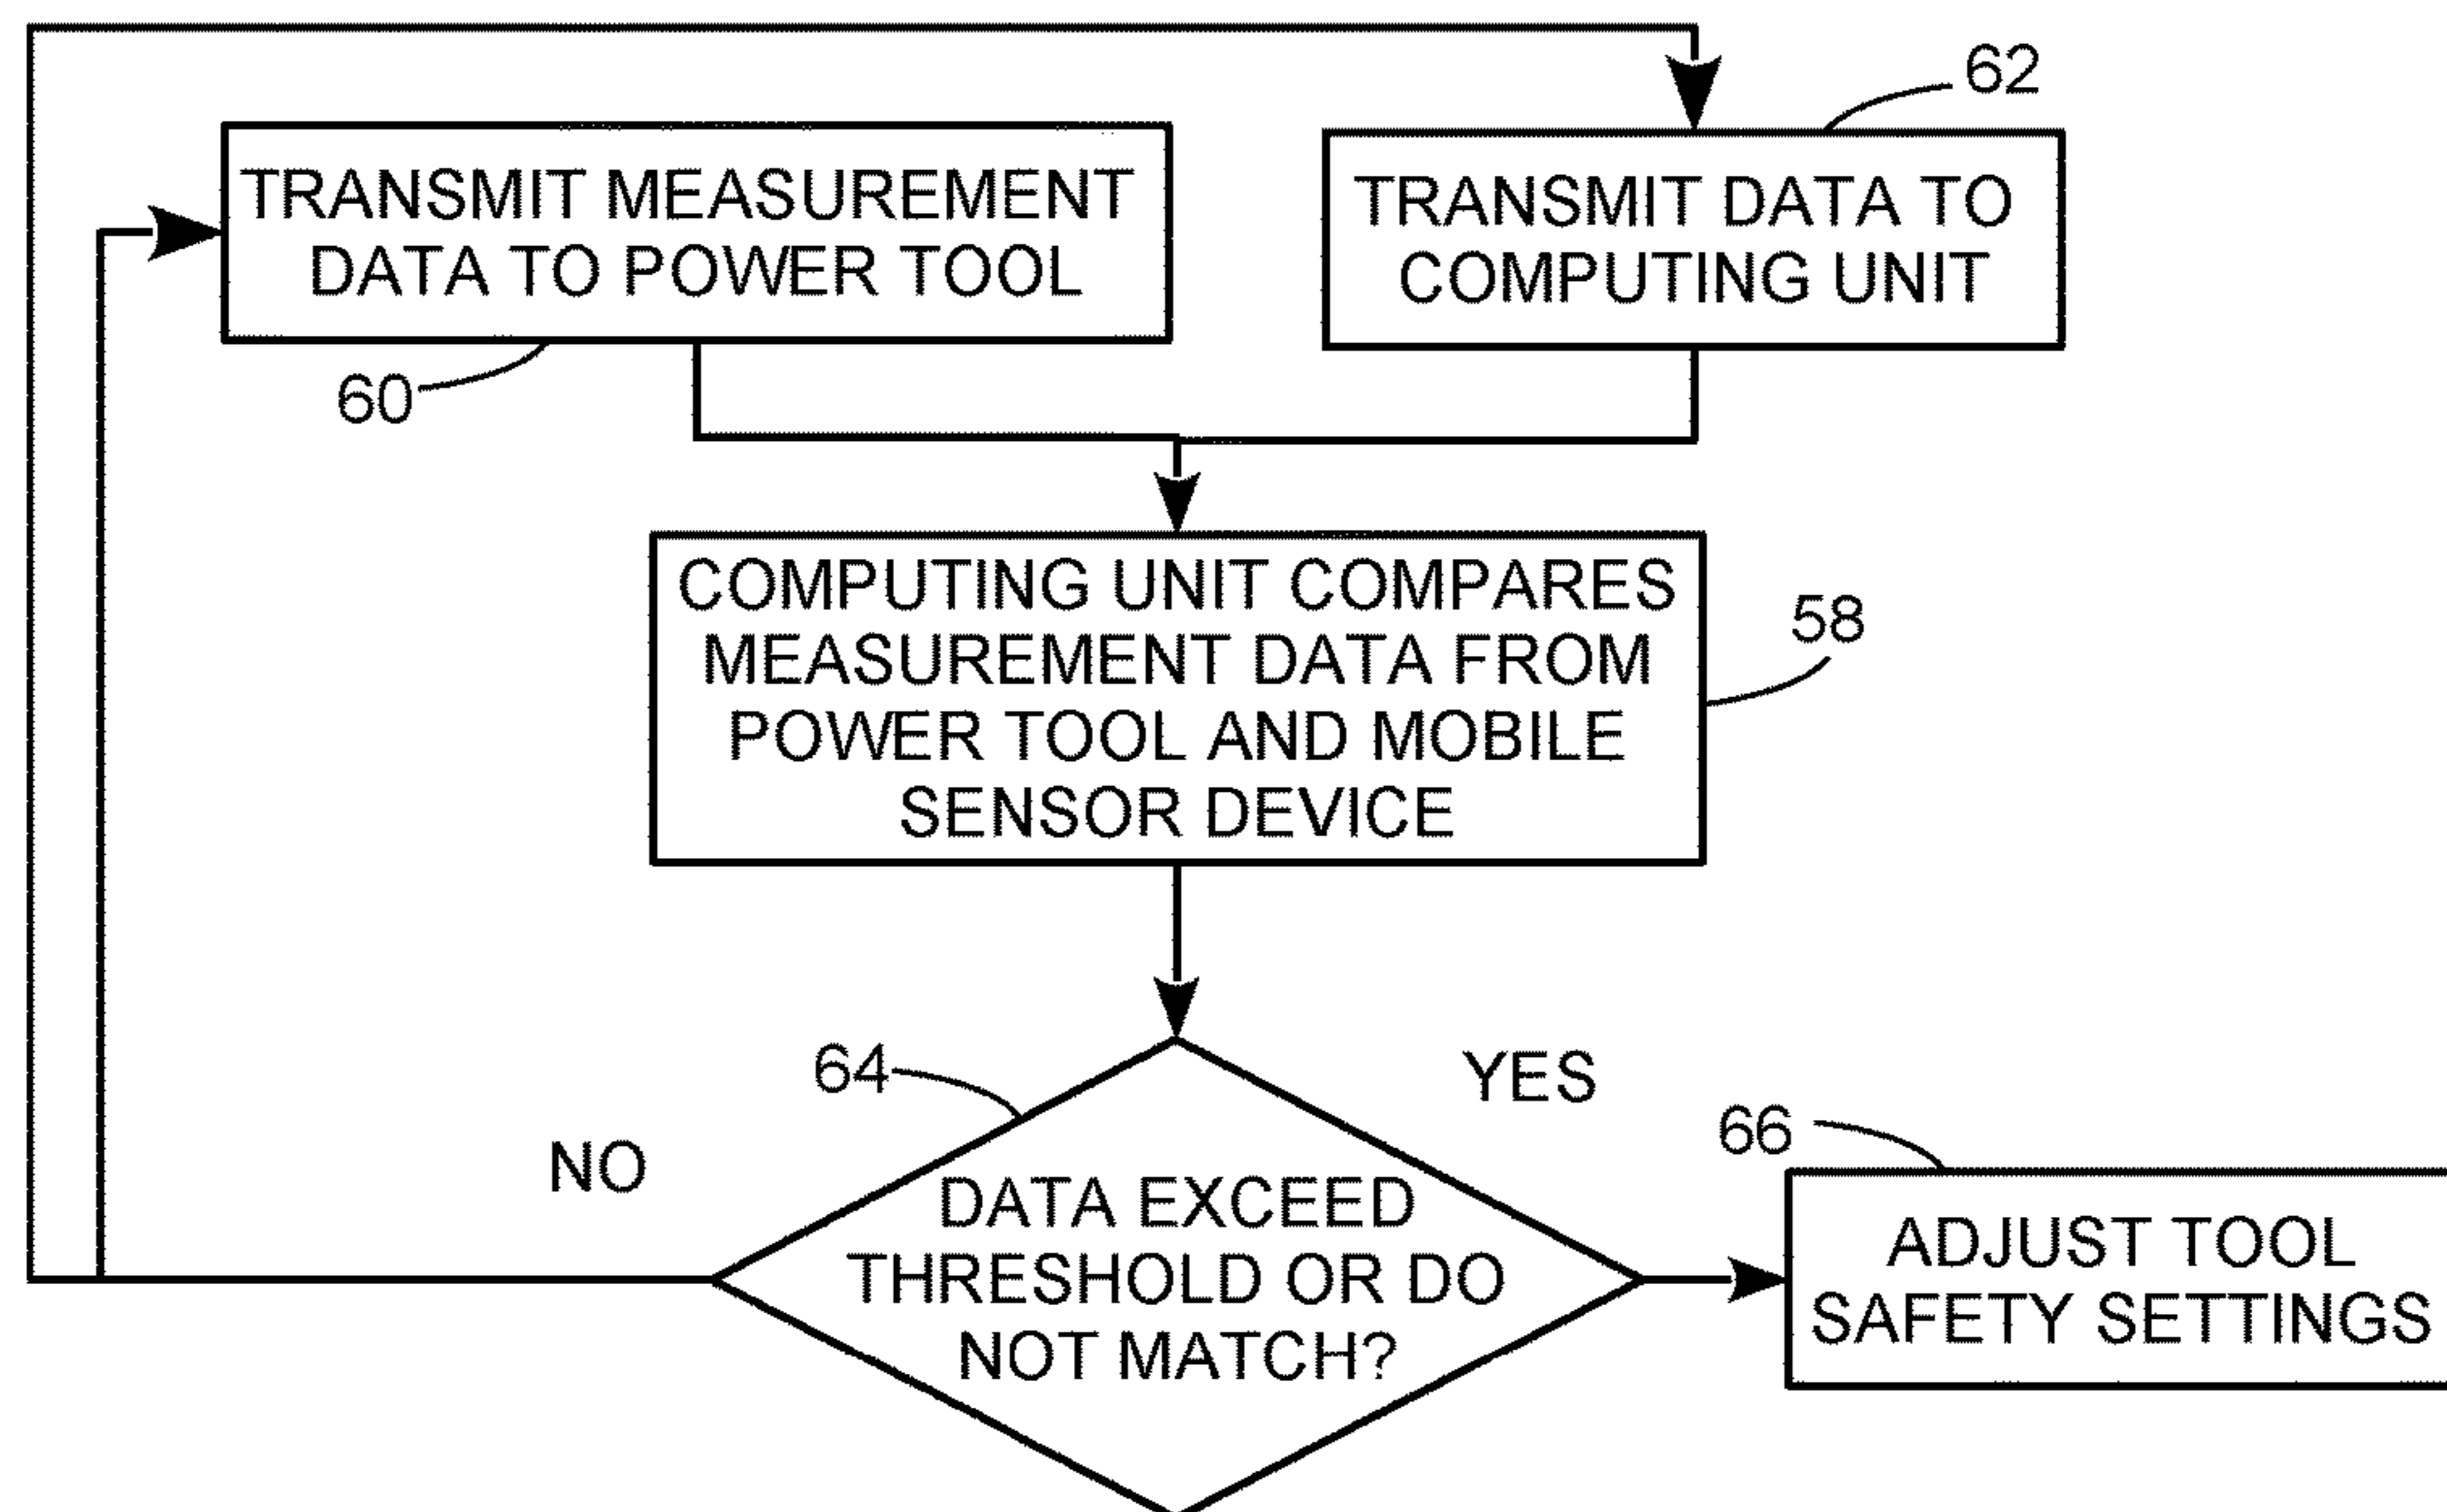 62
TRANSMIT MEASUREMENT
DATA TO POWER TOOL
TRANSMIT DATA TO
COMPUTING UNIT
60
COMPUTING UNIT COMPARES
MEASUREMENT DATA FROM
POWER TOOL AND MOBILE
SENSOR DEVICE
58
64
YES
NO
66
DATA EXCEED
THRESHOLD OR DO
NOT MATCH?
ADJUST TOOL
SAFETY SETTINGS